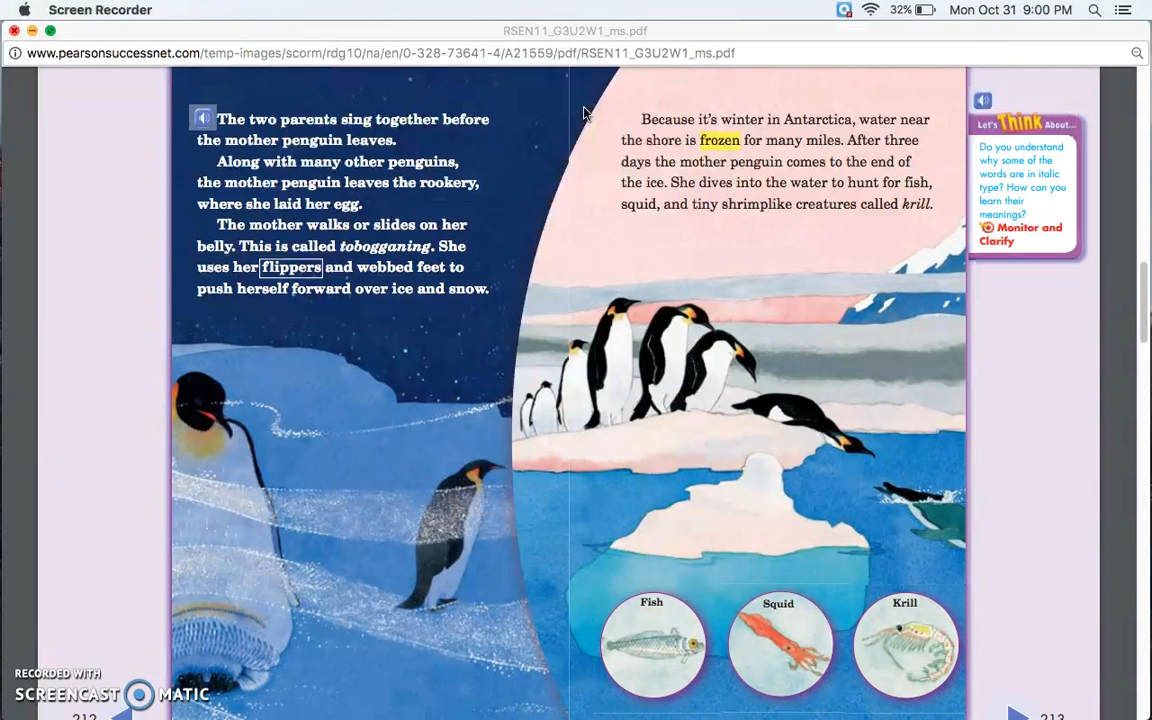 Screen Recorder
32%
Mon Oct 31 9:00 PM
RSEN11_G3U2W1_ms.pdf
www.pearsonsuccessnet.com/temp-images/scorm/rdg10/na/en/0-328-73641-4/A21559/pdf/RSEN11_G3U2W1_ms.pdf
The two parents sing together before
the mother penguin leaves.
Along with many other penguins,
the mother penguin leaves the rookery,
where she laid her egg.
The mother walks or slides on her
belly. This is called tobogganing. She
uses her flippers and webbed feet to
push herself forward over ice and snow.
Because it's winter in Antarctica, water near
the shore is frozen for many miles. After three
days the mother penguin comes to the end of
the ice. She dives into the water to hunt for fish,
squid, and tiny shrimplike creatures called krill.
Let's Think About...
Do you understand
why some of the
words are in italic
type? How can you
learn their
meanings?
Monitor and
Clarify
Fish
Squid
Krill
RECORDED WITH
SCREENCAST MATIC
212
213